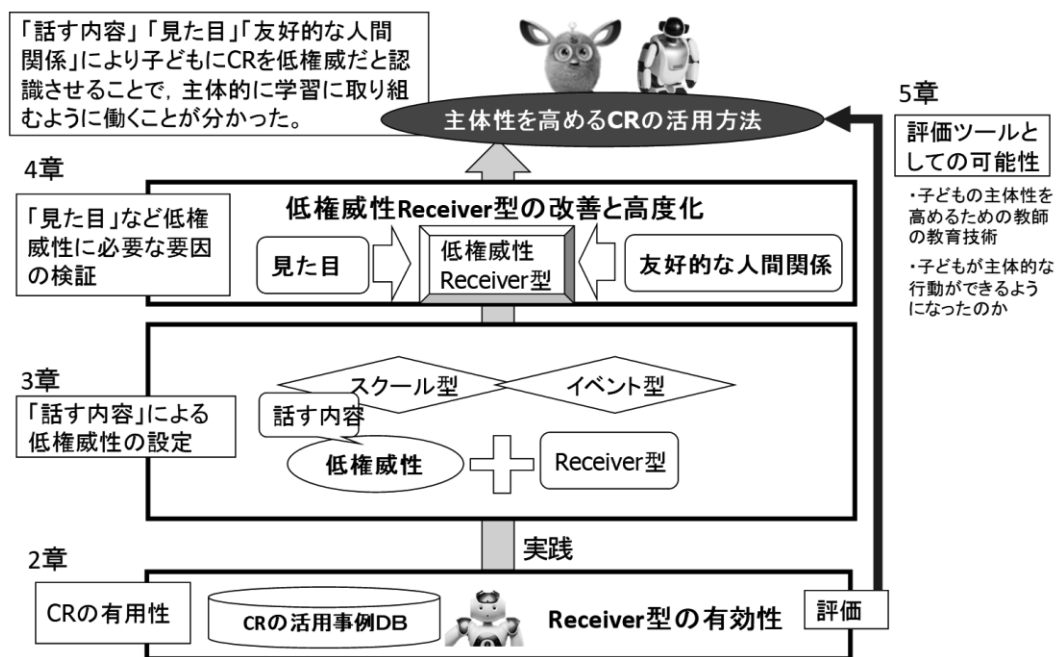 「話す内容」「見た目」「友好的な人間
関係」により子どもにCRを低権威だと認
識させることで，主体的に学習に取り組
むように働くことが分かった。
主体性を高めるCRの活用方法
5章
評価ツールと
しての可能性
・子どもの主体性を
高めるための教師
の教育技術
・子どもが主体的な
行動ができるよう
になったのか
4章
「見た目」など低権
威性に必要な要因
の検証
低権威性Receiver型の改善と高度化
見た目
低権威性
Receiver型
友好的な人間関係
3章
「話す内容」による
低権威性の設定
スクール型
イベント型
話す内容
低権威性
Receiver型
実践
2章
CRの有用性
CRの活用事例DB
Receiver型の有効性
評価